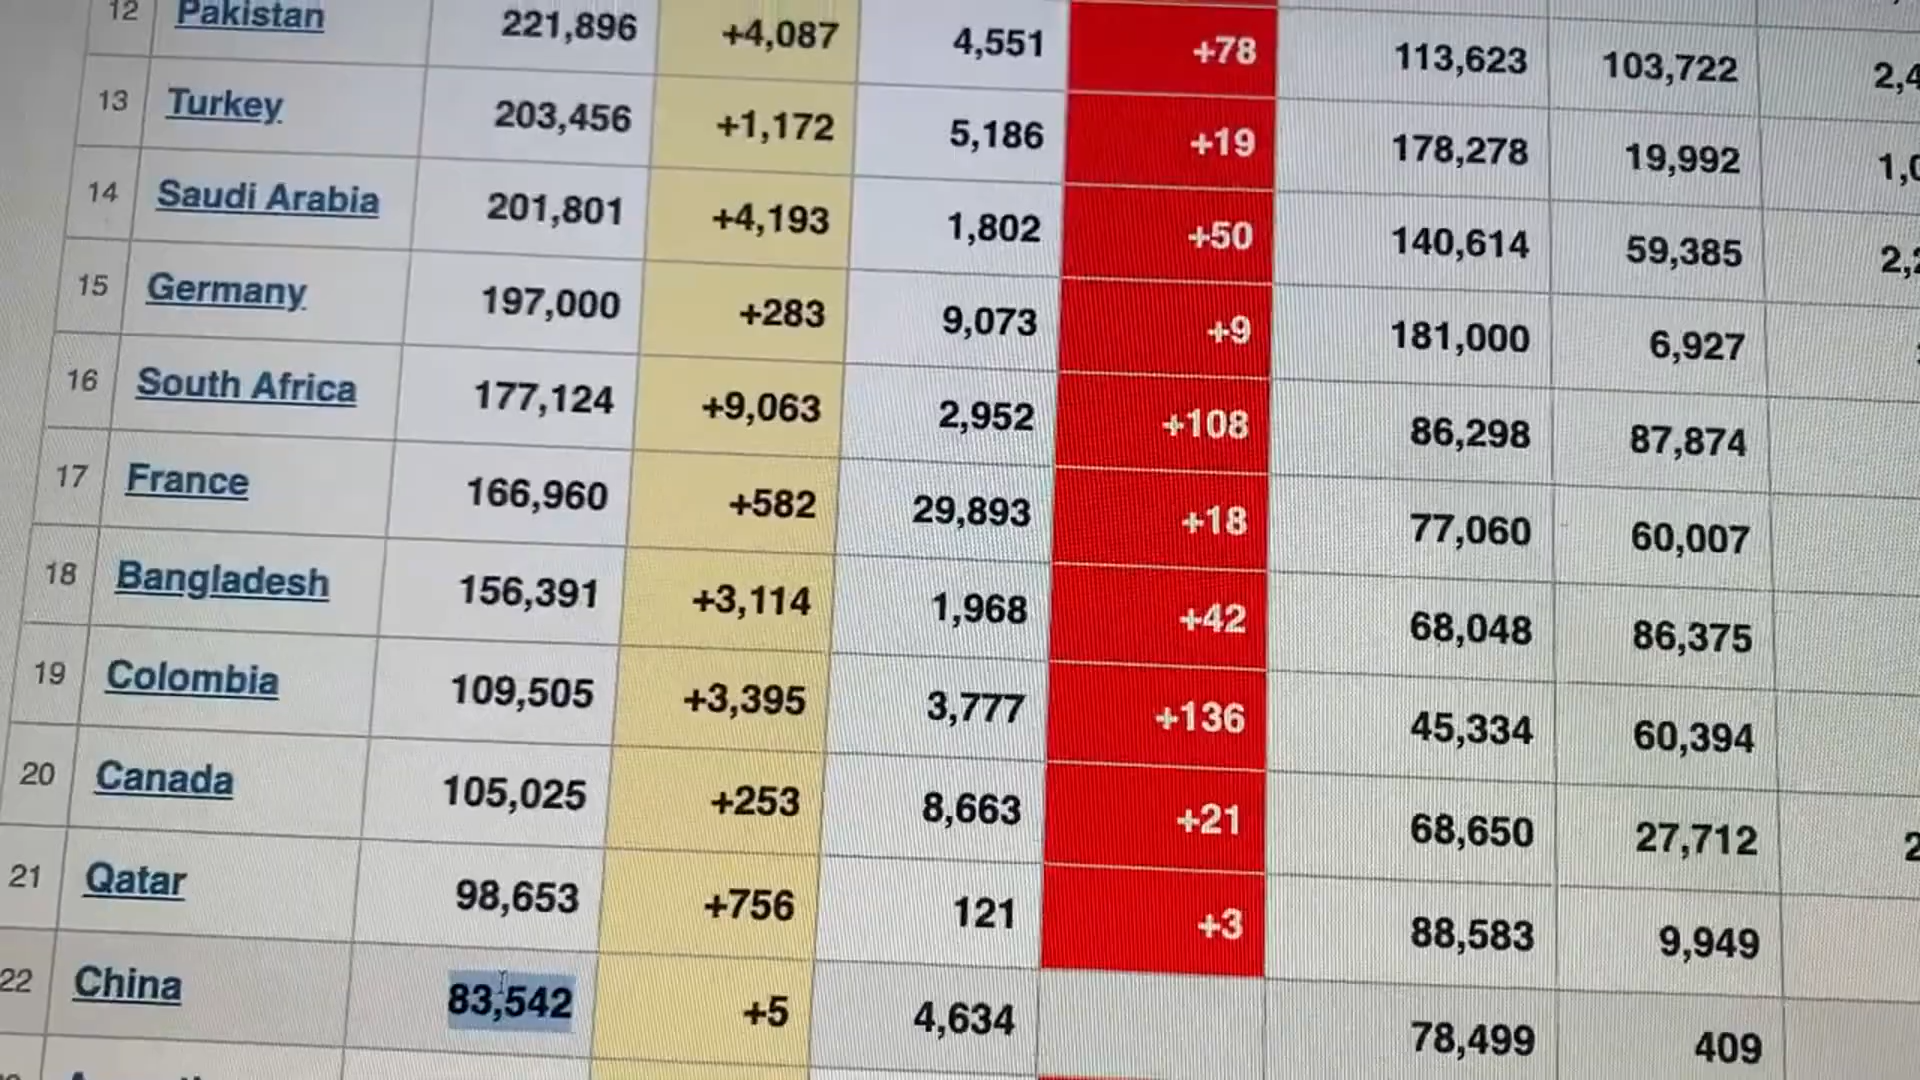 12 Pakistan 221,896 +4,087 4,551 +78 113,623 103,722 2,4
13 Turkey 203,456 +1,172 5,186 +19 178,278 19,992 1,0
14 Saudi Arabia 201,801 +4,193 1,802 +50 140,614 59,385 2,2
15 Germany 197,000 +283 9,073 +9 181,000 6,927
16 South Africa 177,124 +9,063 2,952 +108 86,298 87,874
17 France 166,960 +582 29,893 +18 77,060 60,007
18 Bangladesh 156,391 +3,114 1,968 +42 68,048 86,375
19 Colombia 109,505 +3,395 3,777 +136 45,334 60,394
20 Canada 105,025 +253 8,663 +21 68,650 27,712 2
21 Qatar 98,653 +756 121 +3 88,583 9,949
22 China 83,542 +5 4,634 78,499 409